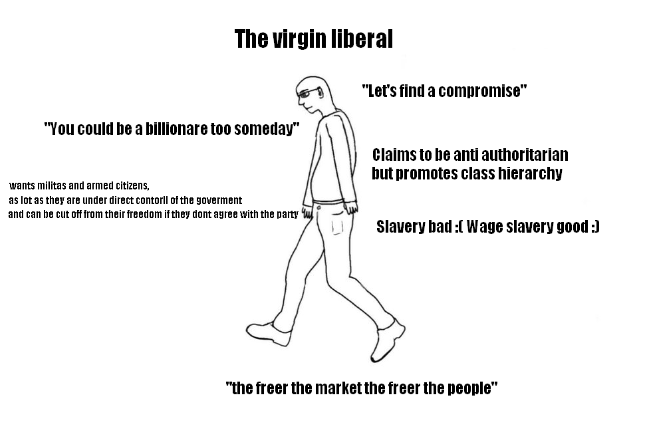 The virgin liberal
"Let's find a compromise"
"You could be a billionare too someday"
Claims to be anti authoritarian
but promotes class hierarchy
wants militas and armed citizens,
as lot as they are under direct contorll of the goverment
and can be cut off from their freedom if they dont agree with the party
Slavery bad :( Wage slavery good :)
"the freer the market the freer the people"